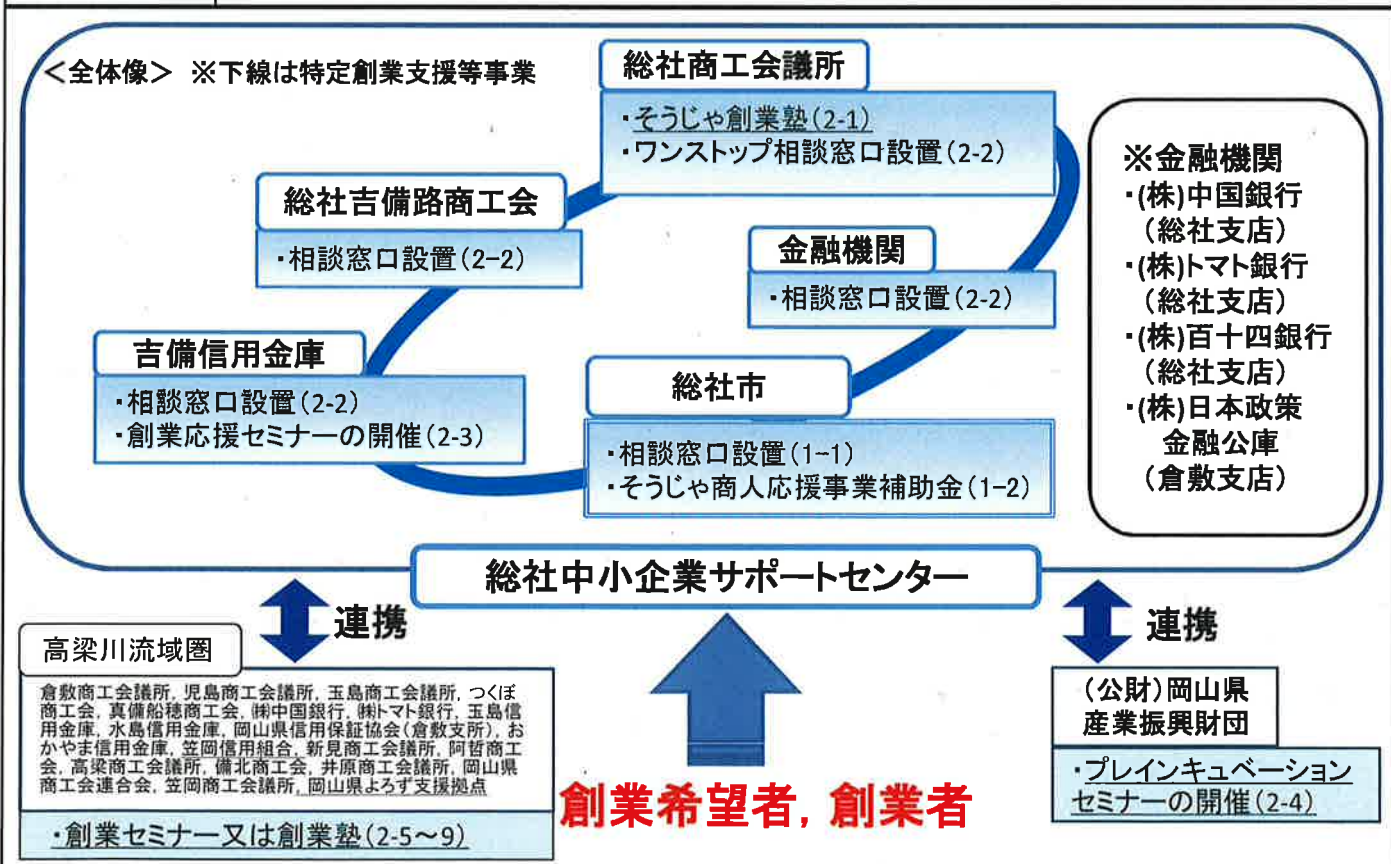 <全体像> ※下線は特定創業支援等事業
総社商工会議所
・そうじゃ創業塾(2-1)
・ワンストップ相談窓口設置(2-2)
総社吉備路商工会
・相談窓口設置(2-2)
金融機関
・相談窓口設置(2-2)
吉備信用金庫
・相談窓口設置(2-2)
・創業応援セミナーの開催(2-3)
総社市
・相談窓口設置(1-1)
・そうじゃ商人応援事業補助金(1-2)
※金融機関
・(株)中国銀行
(総社支店)
・(株)トマト銀行
(総社支店)
・(株)百十四銀行
(総社支店)
・(株)日本政策
金融公庫
(倉敷支店)
総社中小企業サポートセンター
連携
連携
高梁川流域圏
倉敷商工会議所, 児島商工会議所, 玉島商工会議所, つくぼ
商工会, 真備船穂商工会, ㈱中国銀行, ㈱トマト銀行, 玉島信
用金庫, 水島信用金庫, 岡山県信用保証協会(倉敷支所), お
かやま信用金庫, 笠岡信用組合, 新見商工会議所, 阿哲商工
会, 高梁商工会議所, 備北商工会, 井原商工会議所, 岡山県
商工会連合会, 笠岡商工会議所, 岡山県よろず支援拠点
・創業セミナー又は創業塾(2-5～9)
創業希望者, 創業者
(公財)岡山県
産業振興財団
・プレインキュベーション
セミナーの開催(2-4)